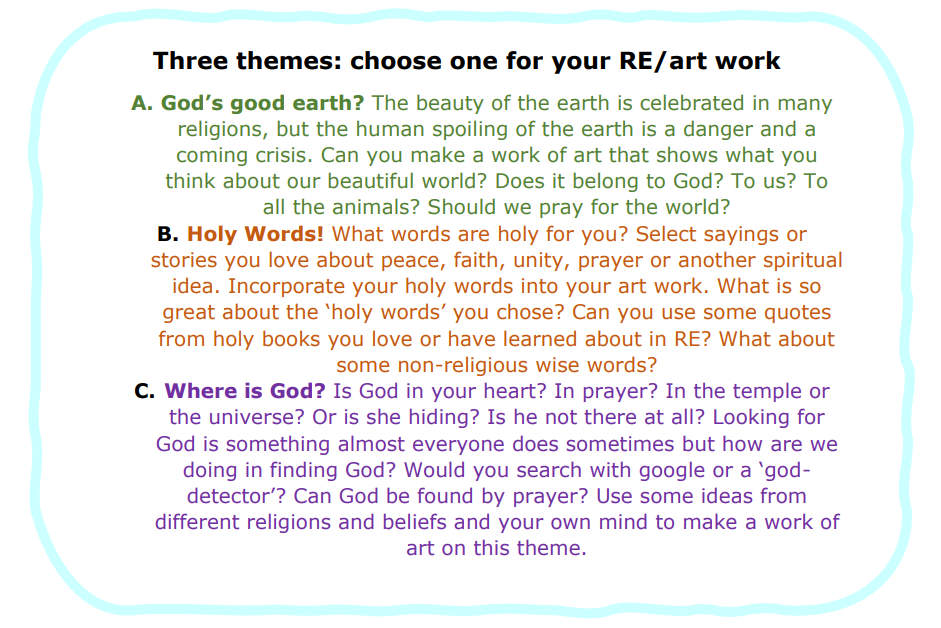 Three themes: choose one for your RE/art work
A. God’s good earth? The beauty of the earth is celebrated in many
religions, but the human spoiling of the earth is a danger and a
coming crisis. Can you make a work of art that shows what you
think about our beautiful world? Does it belong to God? To us? To
all the animals? Should we pray for the world?
B. Holy Words! What words are holy for you? Select sayings or
stories you love about peace, faith, unity, prayer or another spiritual
idea. Incorporate your holy words into your art work. What is so
great about the ‘holy words’ you chose? Can you use some quotes
from holy books you love or have learned about in RE? What about
some non-religious wise words?
C. Where is God? Is God in your heart? In prayer? In the temple or
the universe? Or is she hiding? Is he not there at all? Looking for
God is something almost everyone does sometimes but how are we
doing in finding God? Would you search with google or a ‘god-
detector’? Can God be found by prayer? Use some ideas from
different religions and beliefs and your own mind to make a work of
art on this theme.